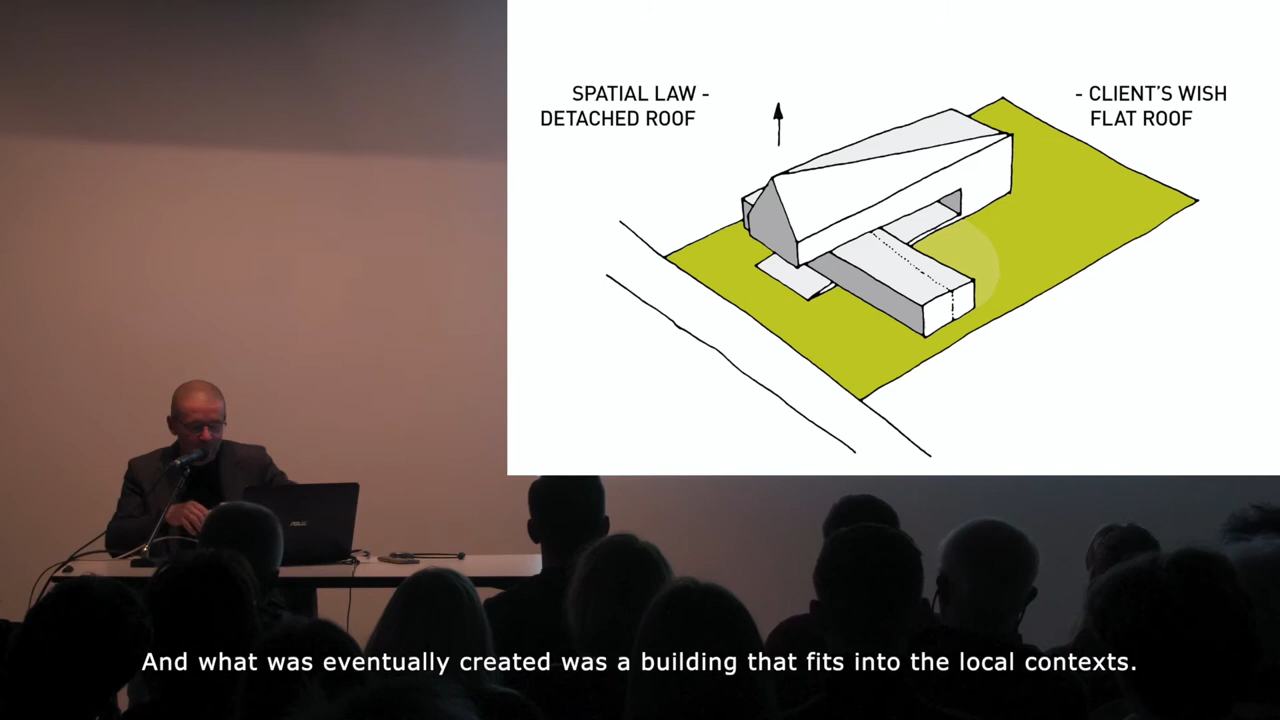 SPATIAL LAW -
DETACHED ROOF
- CLIENT'S WISH
FLAT ROOF
ASUS
And what was eventually created was a building that fits into the local contexts.